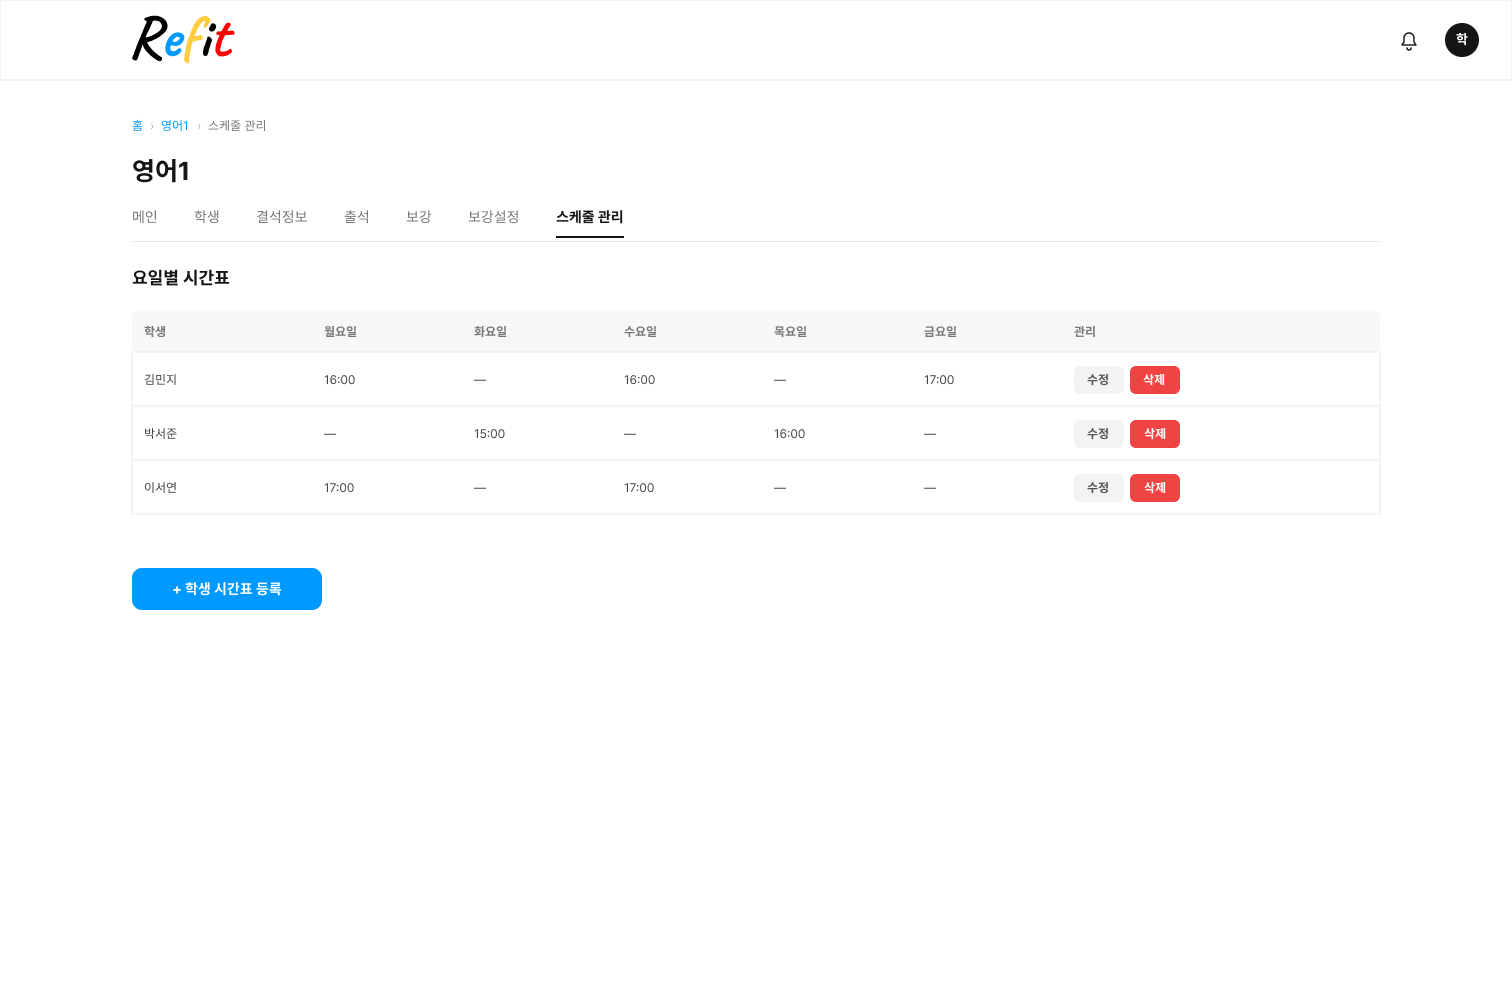 Refit
학
홈 › 영어1 › 스케줄 관리
영어1
메인 학생 결석정보 출석 보강 보강설정 스케줄 관리
요일별 시간표
학생 월요일 화요일 수요일 목요일 금요일 관리
김민지 16:00 — 16:00 — 17:00 수정 삭제
박서준 — 15:00 — 16:00 — 수정 삭제
이서연 17:00 — 17:00 — — 수정 삭제
+ 학생 시간표 등록